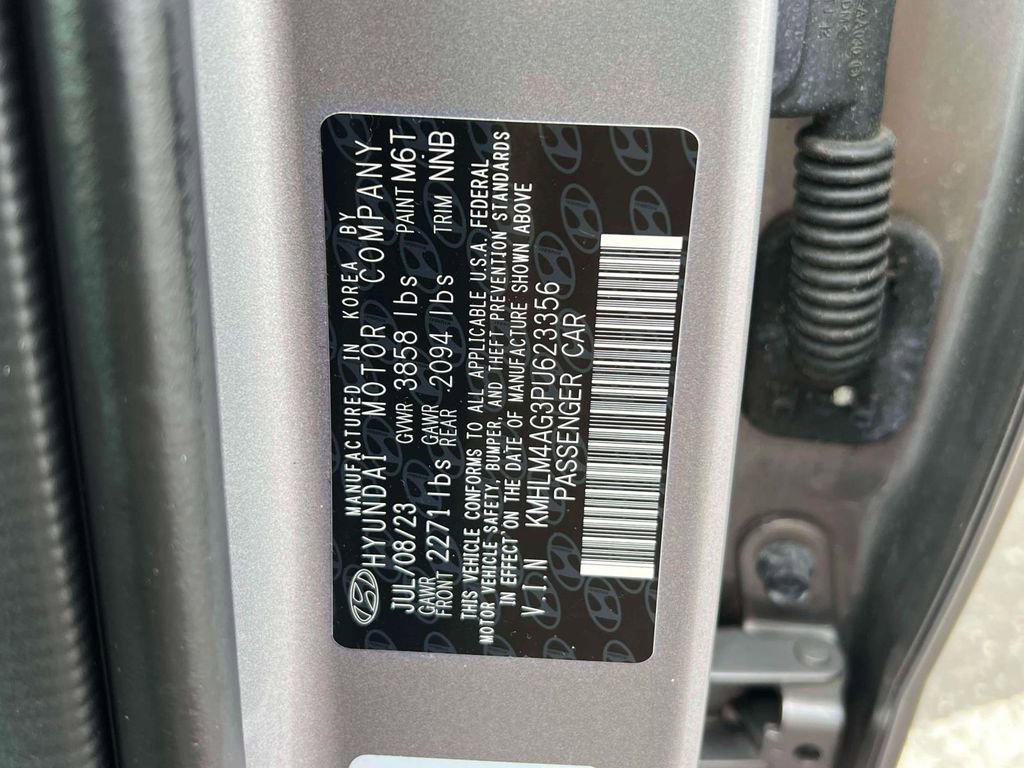 MANUFACTURED IN KOREA BY
HYUNDAI MOTOR COMPANY
JUL/08/23 GVWR 3858 lbs PAINT M6T
GAWR FRONT 2271 lbs GAWR REAR 2094 lbs TRIM NNB
THIS VEHICLE CONFORMS TO ALL APPLICABLE U.S.A. FEDERAL
MOTOR VEHICLE SAFETY, BUMPER, AND THEFT PREVENTION STANDARDS
IN EFFECT ON THE DATE OF MANUFACTURE SHOWN ABOVE
V.I.N KMHLM4AG3PU623356
PASSENGER CAR